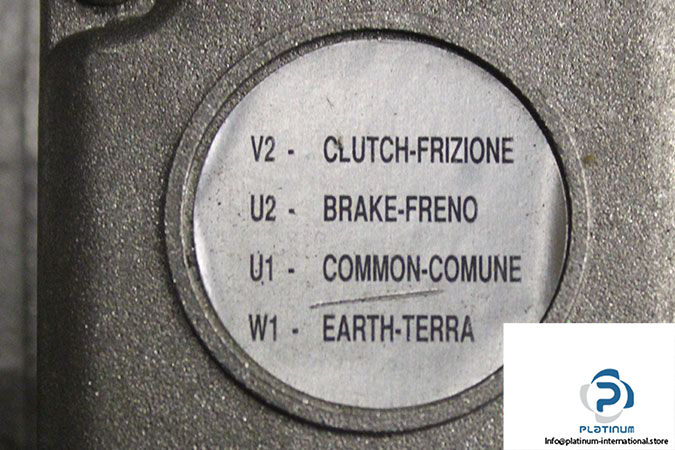 V2 - CLUTCH-FRIZIONE
U2 - BRAKE-FRENO
U1 - COMMON-COMUNE
W1 - EARTH-TERRA
PLATINUM
Info@platinum-international.store